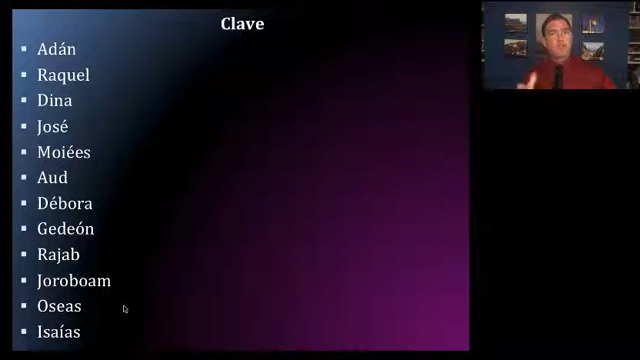 Clave
Adán
Raquel
Dina
José
Moiées
Aud
Débora
Gedeón
Rajab
Joroboam
Oseas
Isaías